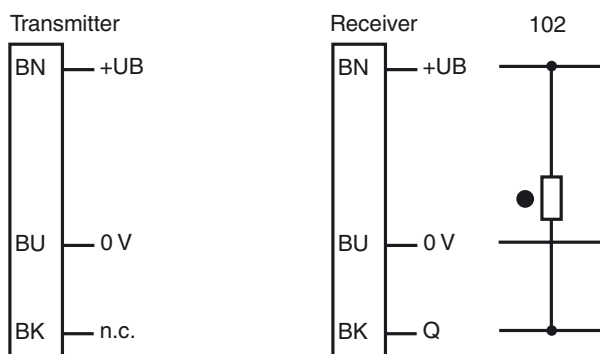 Transmitter
BN +UB
BU 0 V
BK n.c.
Receiver
BN +UB
BU 0 V
BK Q
102